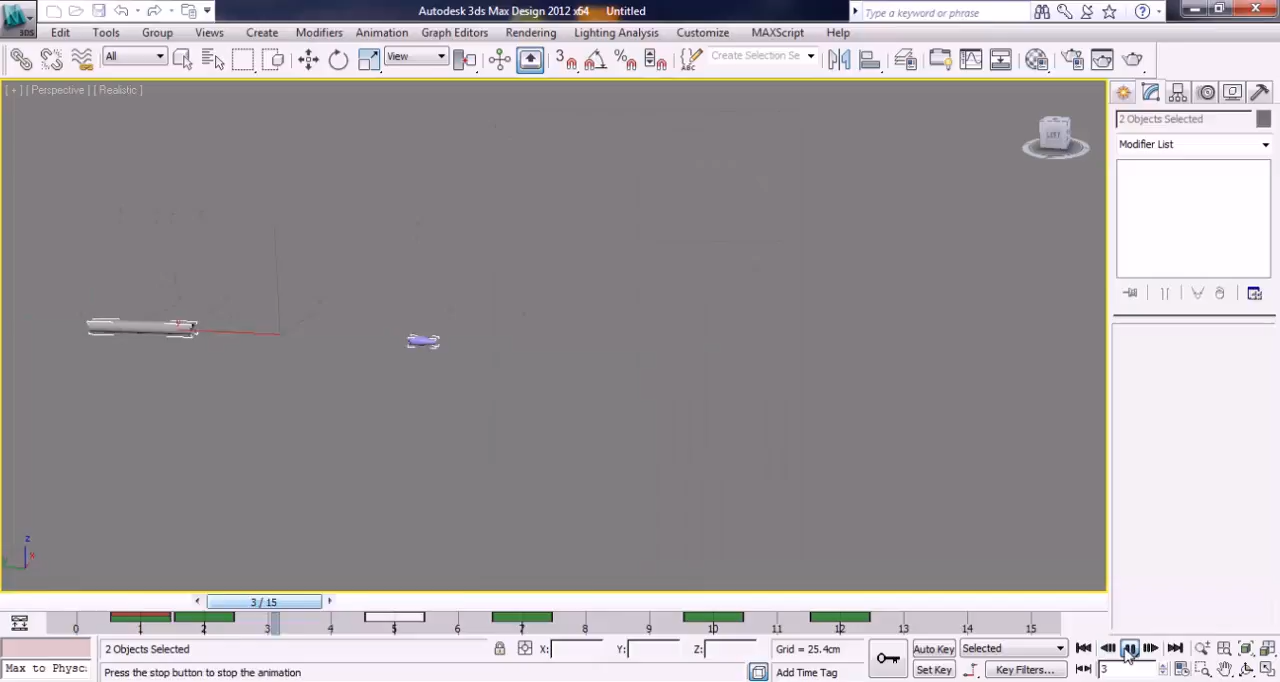 Autodesk 3ds Max Design 2012 x64 Untitled
Type a keyword or phrase
3DS
Edit Tools Group Views Create Modifiers Animation Graph Editors Rendering Lighting Analysis Customize MAXScript Help
All
View
3
Create Selection Se
[ + ] [ Perspective ] [ Realistic ]
LEFT
2 Objects Selected
Modifier List
z
x
3 / 15
0 1 2 3 4 5 6 7 8 9 10 11 12 13 14 15
2 Objects Selected
X: Y: Z:
Grid = 25.4cm
Auto Key
Selected
Max to Physc
Press the stop button to stop the animation
Add Time Tag
Set Key
Key Filters...
3